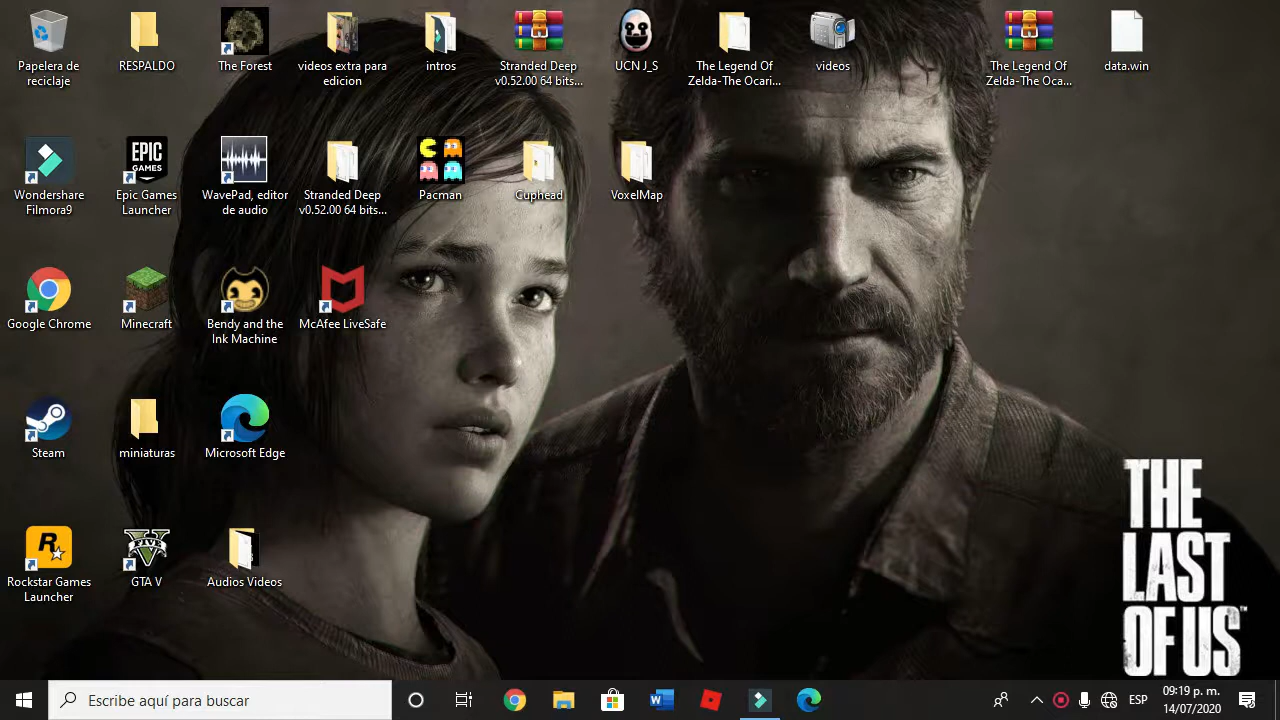 Papelera de
reciclaje
RESPALDO
The Forest
videos extra para
edicion
intros
Stranded Deep
v0.52.00 64 bits...
UCN J_S
The Legend Of
Zelda-The Ocari...
videos
The Legend Of
Zelda-The Oca...
data.win
Wondershare
Filmora9
EPIC
GAMES
Epic Games
Launcher
WavePad, editor
de audio
Stranded Deep
v0.52.00 64 bits...
Pacman
Cuphead
VoxelMap
Google Chrome
Minecraft
Bendy and the
Ink Machine
McAfee LiveSafe
Steam
miniaturas
Microsoft Edge
R
Rockstar Games
Launcher
V
FIVE
GTA V
Audios Videos
THE
LAST
OF US™
Escribe aquí para buscar
W
ESP
09:19 p. m.
14/07/2020